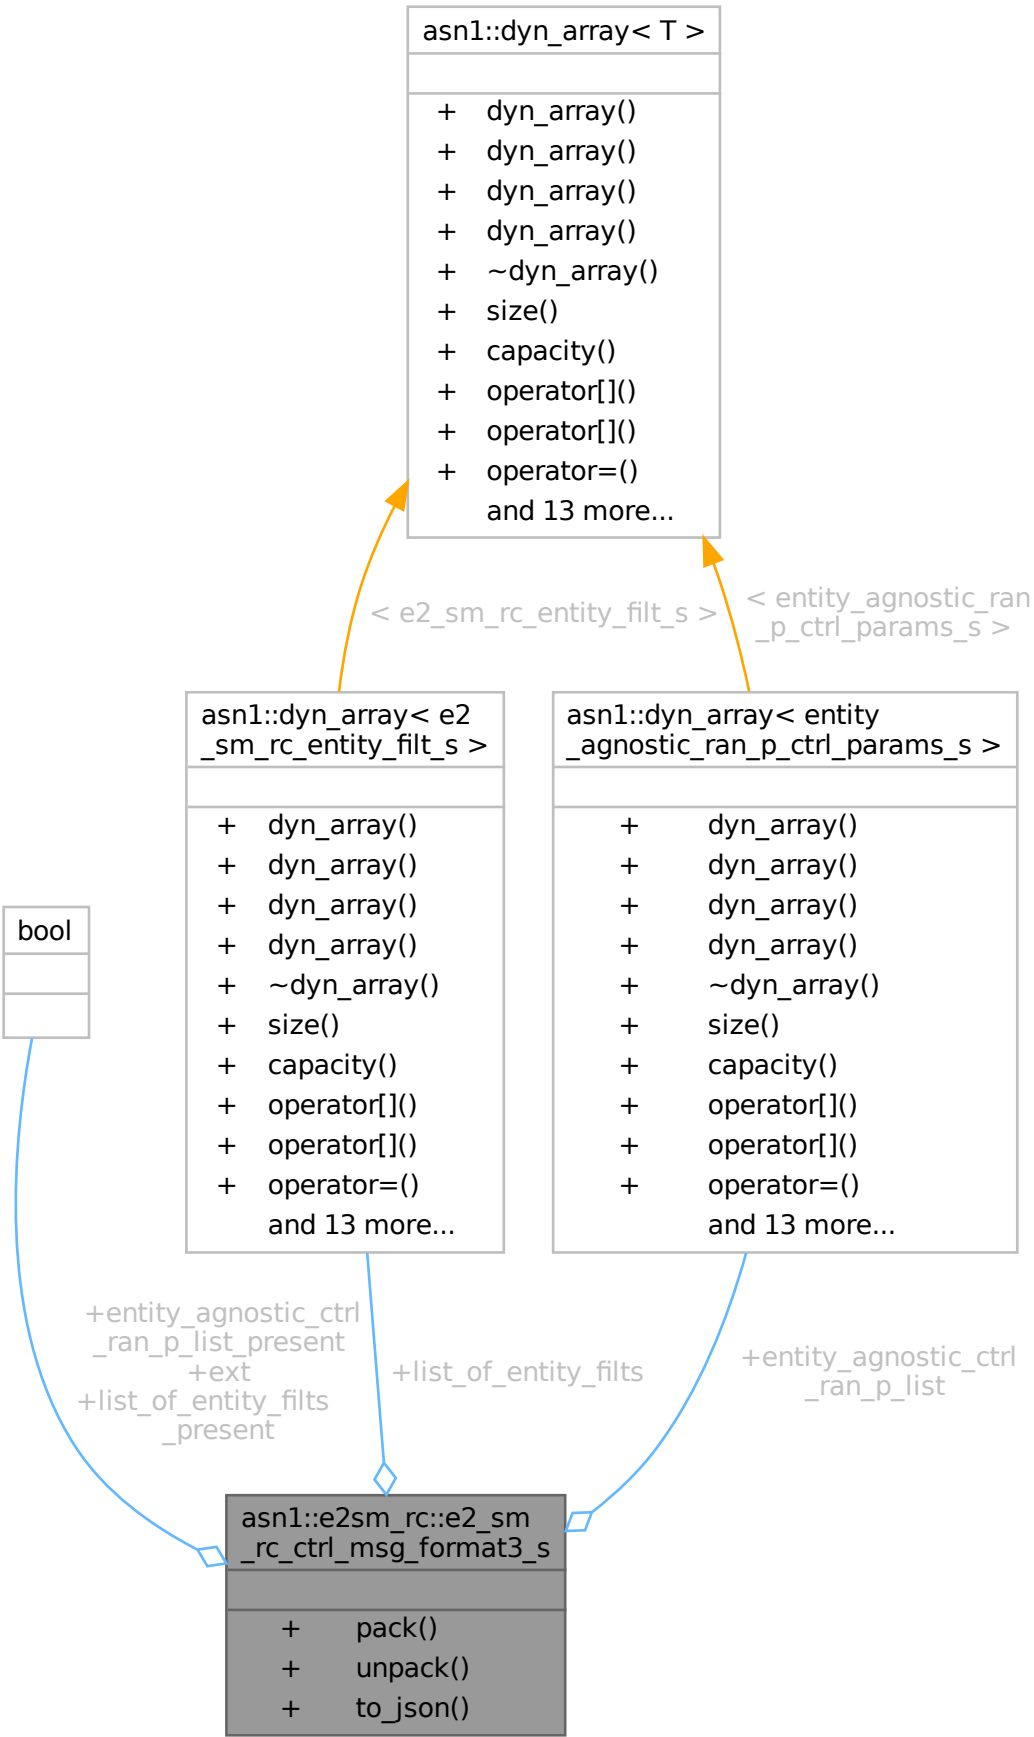 asn1::dyn_array< T >
+ dyn_array()
+ dyn_array()
+ dyn_array()
+ dyn_array()
+ ~dyn_array()
+ size()
+ capacity()
+ operator[]()
+ operator[]()
+ operator=()
and 13 more...
< e2_sm_rc_entity_filt_s >
< entity_agnostic_ran
_p_ctrl_params_s >
asn1::dyn_array< e2
_sm_rc_entity_filt_s >
+ dyn_array()
+ dyn_array()
+ dyn_array()
+ dyn_array()
+ ~dyn_array()
+ size()
+ capacity()
+ operator[]()
+ operator[]()
+ operator=()
and 13 more...
asn1::dyn_array< entity
_agnostic_ran_p_ctrl_params_s >
+ dyn_array()
+ dyn_array()
+ dyn_array()
+ dyn_array()
+ ~dyn_array()
+ size()
+ capacity()
+ operator[]()
+ operator[]()
+ operator=()
and 13 more...
bool
+entity_agnostic_ctrl
_ran_p_list_present
+ext
+list_of_entity_filts
_present
+list_of_entity_filts
+entity_agnostic_ctrl
_ran_p_list
asn1::e2sm_rc::e2_sm
_rc_ctrl_msg_format3_s
+ pack()
+ unpack()
+ to_json()